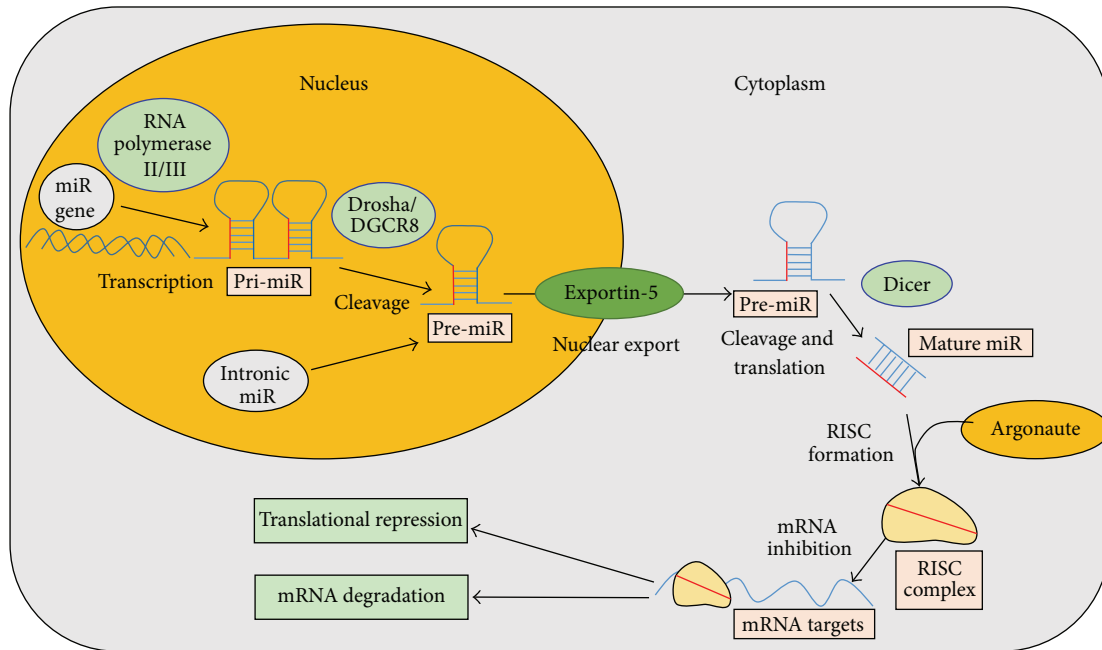 Nucleus
Cytoplasm
RNA
polymerase
II/III
miR
gene
Drosha/
DGCR8
Transcription
Pri-miR
Cleavage
Pre-miR
Intronic
miR
Exportin-5
Nuclear export
Pre-miR
Dicer
Cleavage and
translation
Mature miR
RISC
formation
Argonaute
mRNA
inhibition
RISC
complex
mRNA targets
Translational repression
mRNA degradation